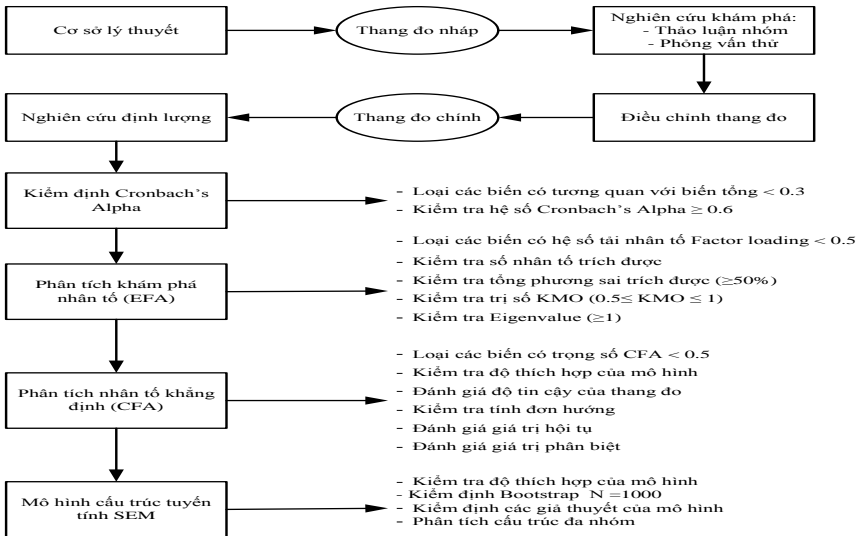 Cơ sở lý thuyết
Thang đo nháp
Nghiên cứu khám phá:
- Thảo luận nhóm
- Phỏng vấn thử
Nghiên cứu định lượng
Thang đo chính
Điều chỉnh thang đo
Kiểm định Cronbach's
Alpha
- Loại các biến có tương quan với biến tổng < 0.3
- Kiểm tra hệ số Cronbach's Alpha ≥ 0.6
Phân tích khám phá
nhân tố (EFA)
- Loại các biến có hệ số tải nhân tố Factor loading < 0.5
- Kiểm tra số nhân tố trích được
- Kiểm tra tổng phương sai trích được (≥50%)
- Kiểm tra trị số KMO (0.5≤ KMO ≤ 1)
- Kiểm tra Eigenvalue (≥1)
Phân tích nhân tố khẳng
định (CFA)
- Loại các biến có trọng số CFA < 0.5
- Kiểm tra độ thích hợp của mô hình
- Đánh giá độ tin cậy của thang đo
- Kiểm tra tính đơn hướng
- Đánh giá giá trị hội tụ
- Đánh giá giá trị phân biệt
Mô hình cấu trúc tuyến
tính SEM
- Kiểm tra độ thích hợp của mô hình
- Kiểm định Bootstrap N =1000
- Kiểm định các giả thuyết của mô hình
- Phân tích cấu trúc đa nhóm